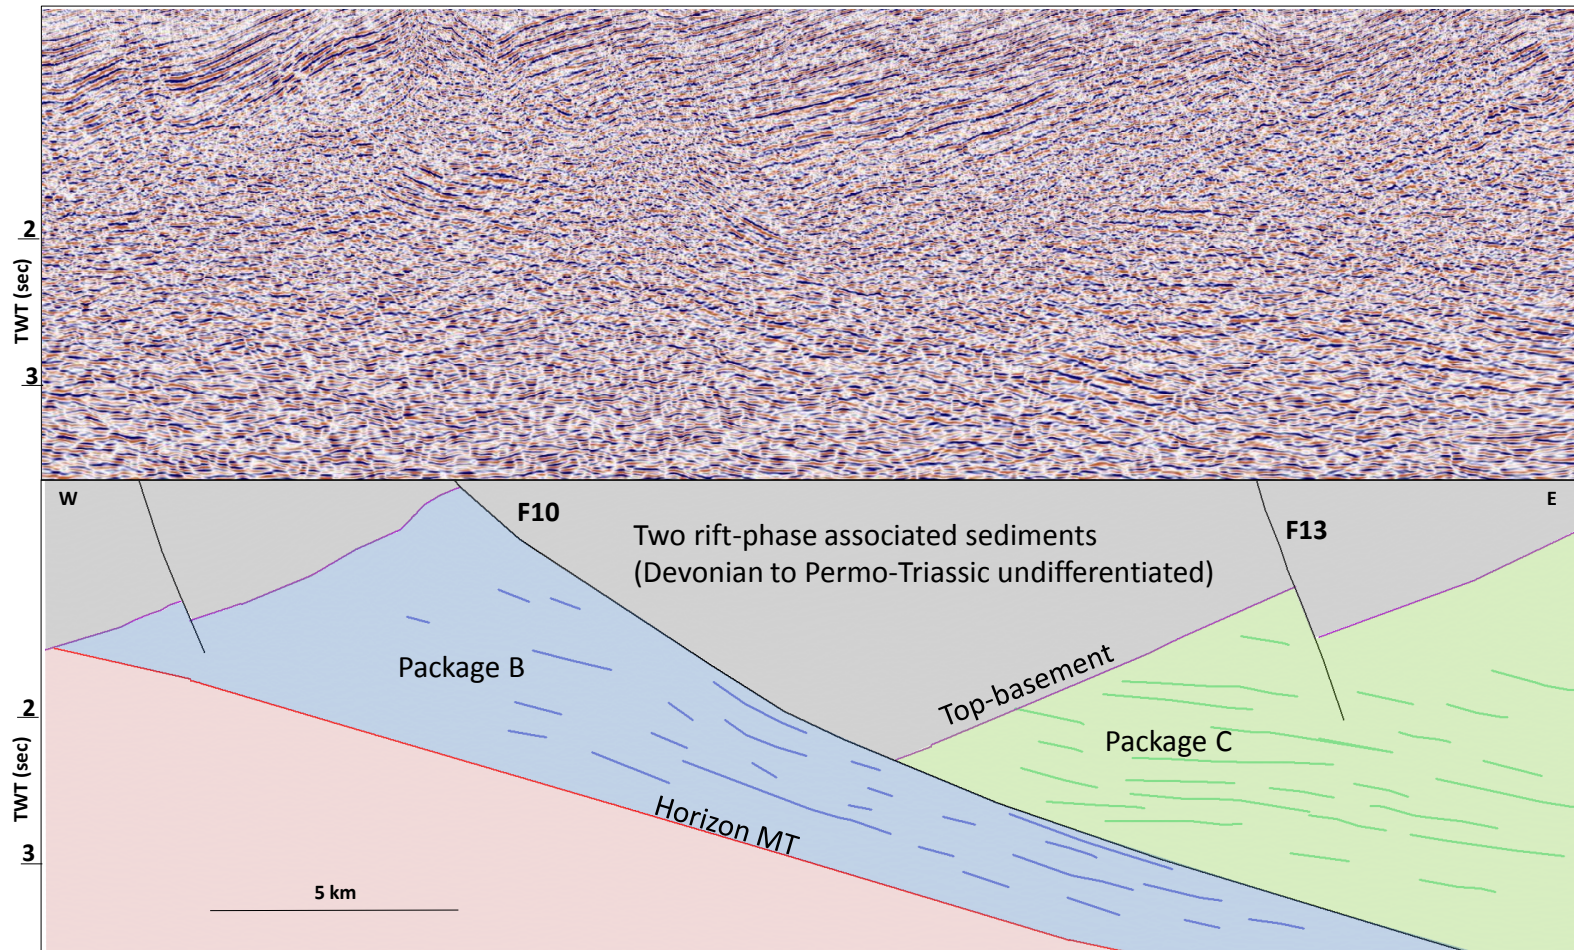 2
TWT (sec)
3
W
E
F10
Two rift-phase associated sediments
(Devonian to Permo-Triassic undifferentiated)
F13
Package B
Top-basement
2
Package C
TWT (sec)
Horizon MT
3
5 km